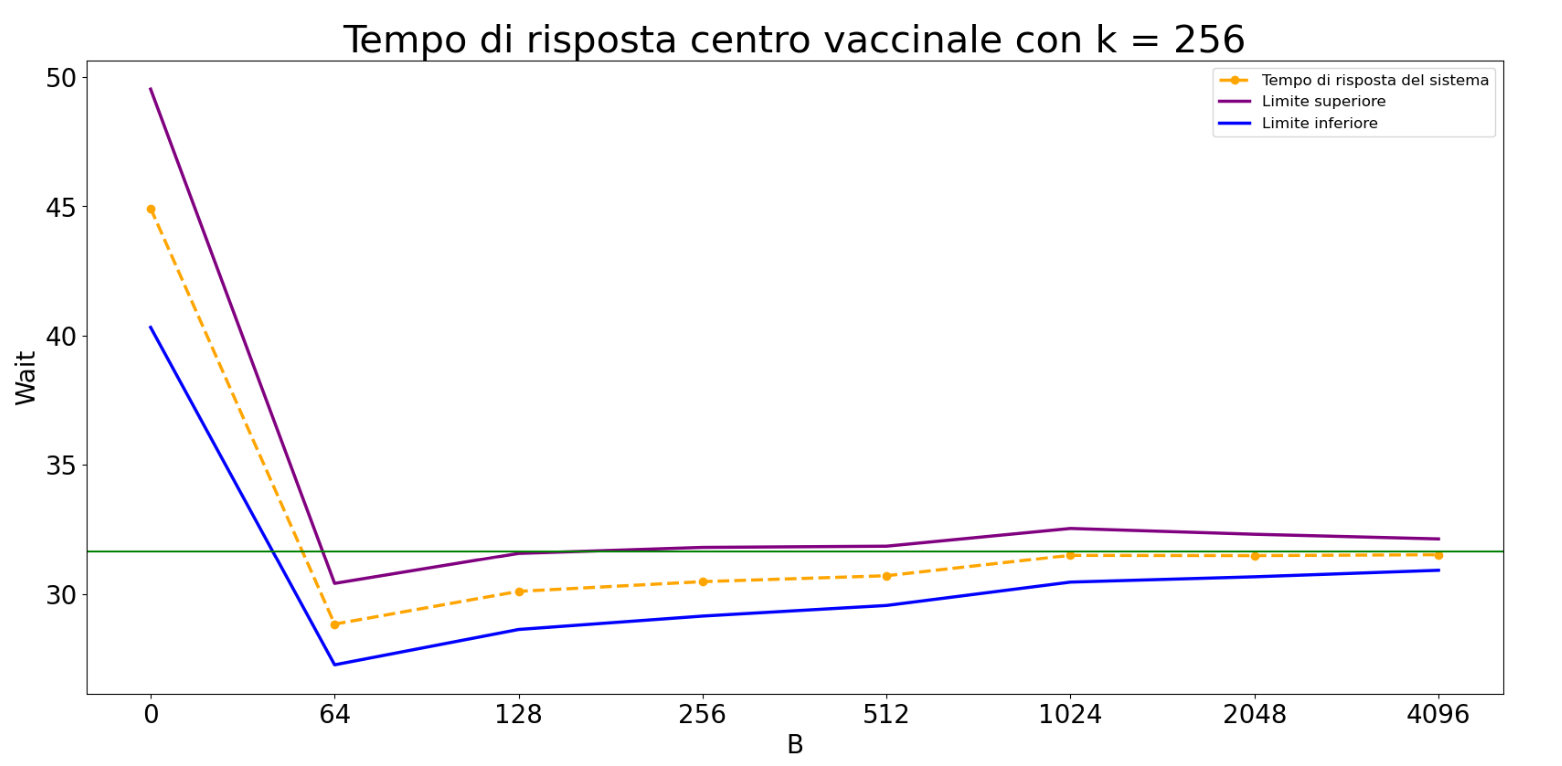 Tempo di risposta centro vaccinale con k = 256
Tempo di risposta del sistema
Limite superiore
Limite inferiore
50
45
40
35
30
Wait
0 64 128 256 512 1024 2048 4096
B